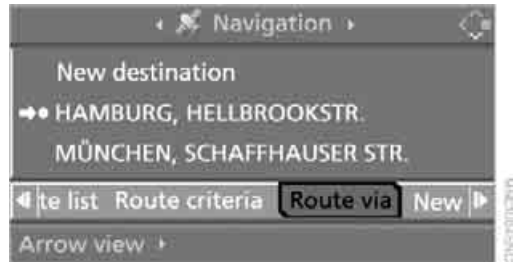 Navigation
New destination
HAMBURG, HELLBROOKSTR.
MÜNCHEN, SCHAFFHAUSER STR.
te list Route criteria Route via New
Arrow view